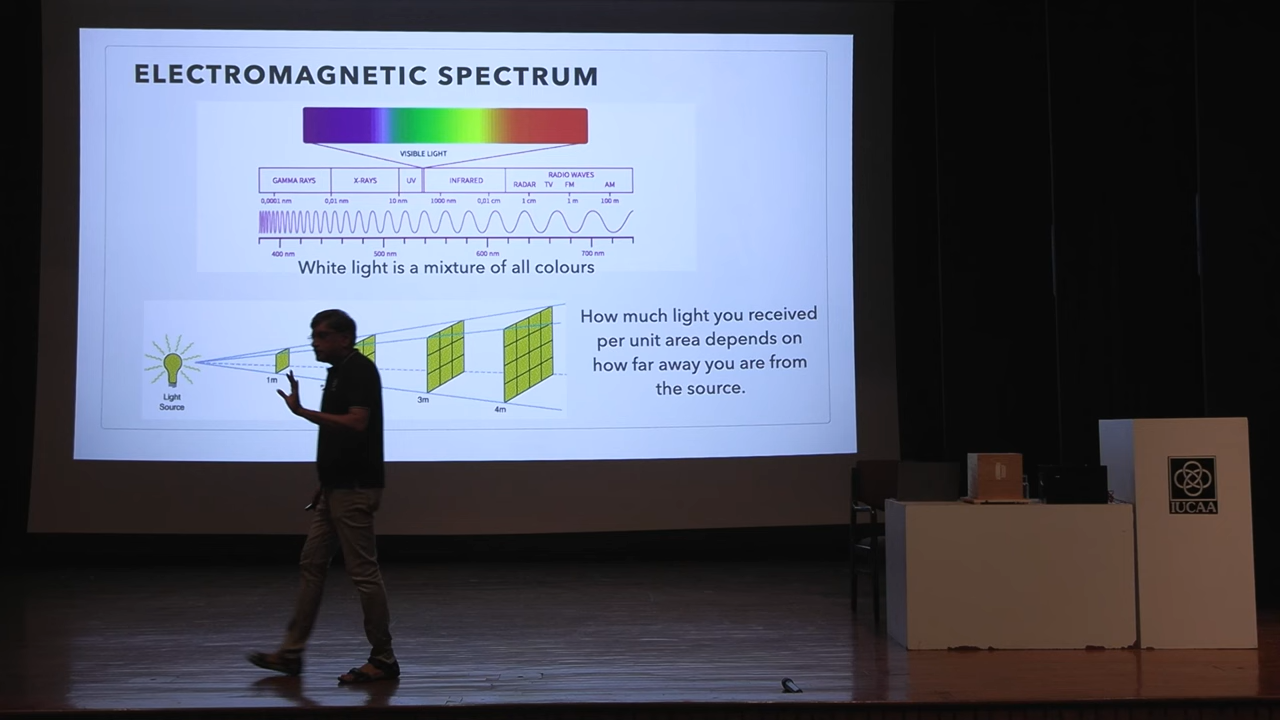 ELECTROMAGNETIC SPECTRUM
VISIBLE LIGHT
GAMMA RAYS X-RAYS UV INFRARED RADIO WAVES
RADAR TV FM AM
0,0001 nm 0,01 nm 10 nm 1000 nm 0,01 cm 1 cm 1 m 100 m
400 nm 500 nm 600 nm 700 nm
White light is a mixture of all colours
Light
Source
1m
3m
4m
How much light you received
per unit area depends on
how far away you are from
the source.
IUCAA